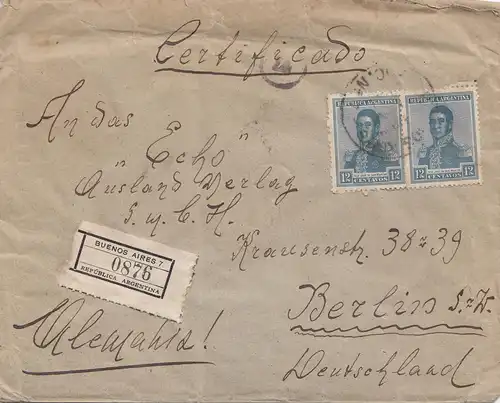 Certificado
An das
"Echo"
Ausland Verlag
G.m.b.H.
Krausenstr. 38-39
Berlin S.W.
Deutschland
Alemania!
BUENOS AIRES 7
0876
REPÚBLICA ARGENTINA
REPUBLICA ARGENTINA
12 CENTAVOS 12
REPUBLICA ARGENTINA
12 CENTAVOS 12